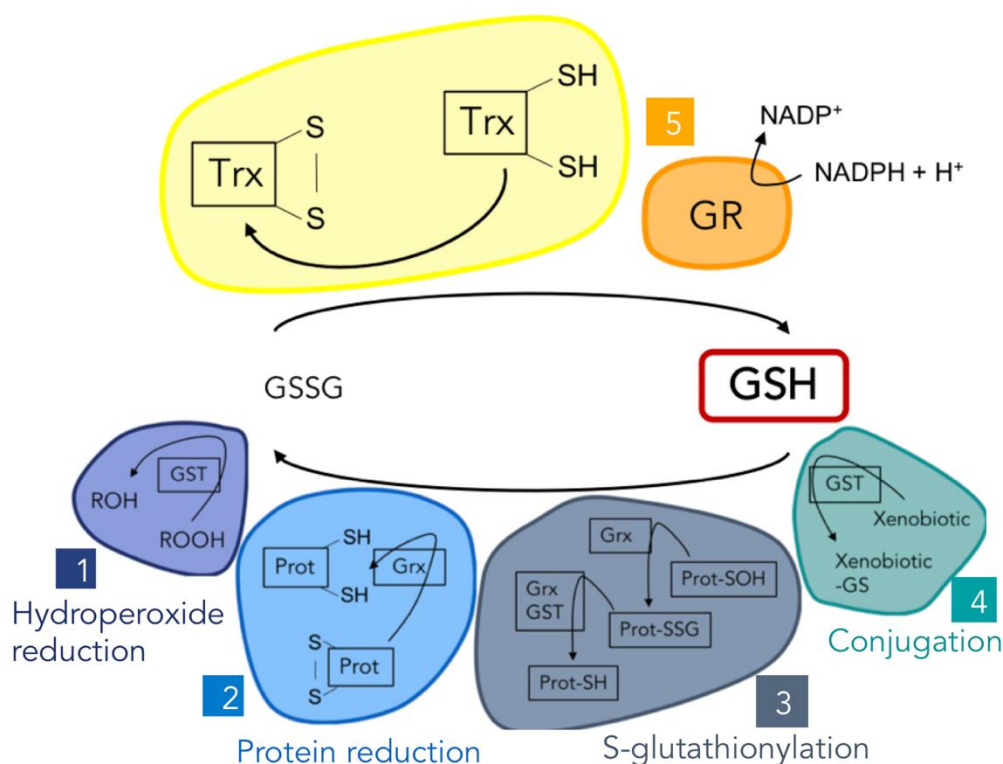 SH
Trx
SH
S
Trx
S
5
NADP⁺
NADPH + H⁺
GR
GSSG
GSH
GST
ROH
ROOH
1
Hydroperoxide
reduction
SH
Prot
Grx
SH
S
Prot
S
2
Protein reduction
Grx
Prot-SOH
Grx
GST
Prot-SSG
Prot-SH
3
S-glutathionylation
GST
Xenobiotic
Xenobiotic
-GS
4
Conjugation